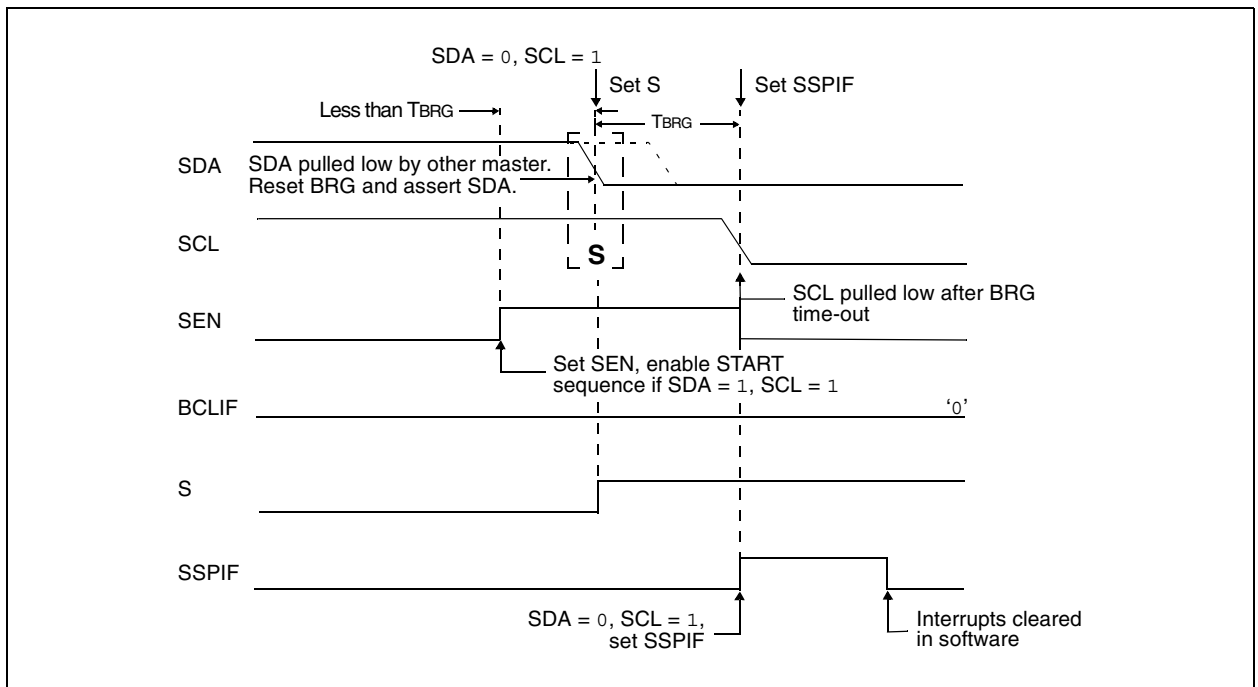 SDA = 0, SCL = 1
Set S
Set SSPIF
Less than TBRG
TBRG
SDA
SDA pulled low by other master.
Reset BRG and assert SDA.
SCL
S
SCL pulled low after BRG
time-out
SEN
Set SEN, enable START
sequence if SDA = 1, SCL = 1
BCLIF
‘0’
S
SSPIF
SDA = 0, SCL = 1,
set SSPIF
Interrupts cleared
in software